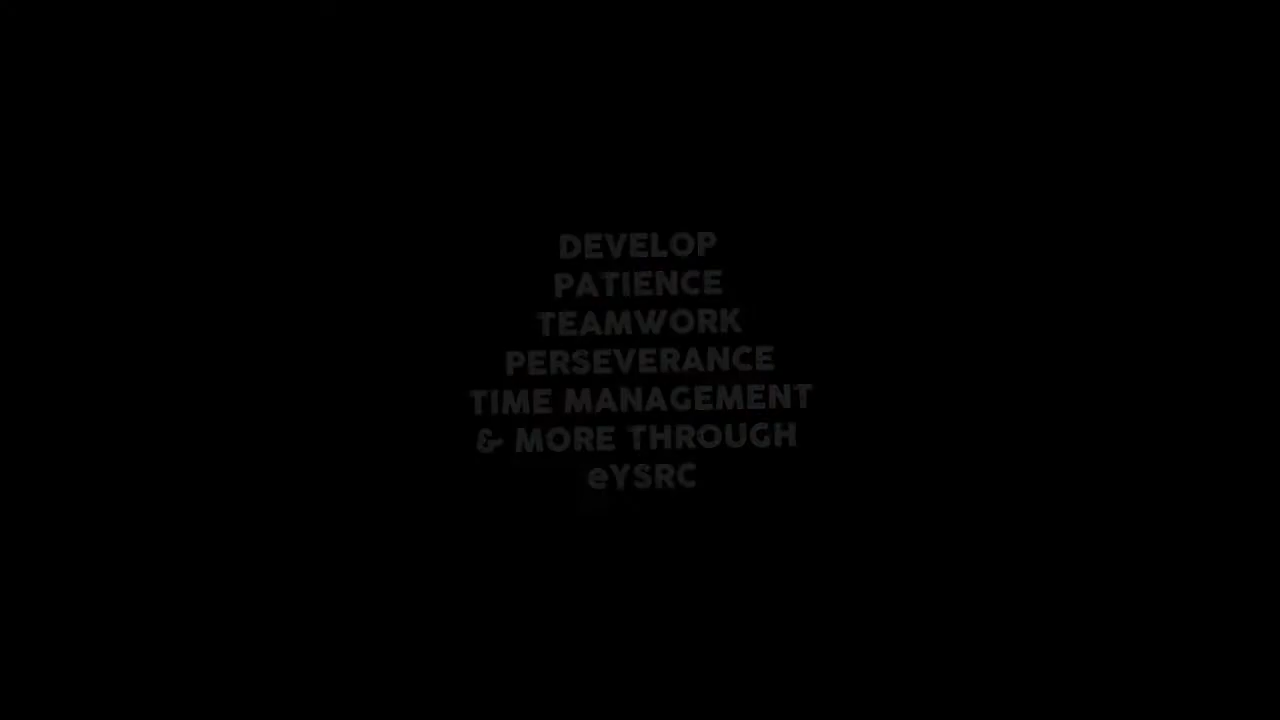 DEVELOP
PATIENCE
TEAMWORK
PERSEVERANCE
TIME MANAGEMENT
& MORE THROUGH
eYSRC